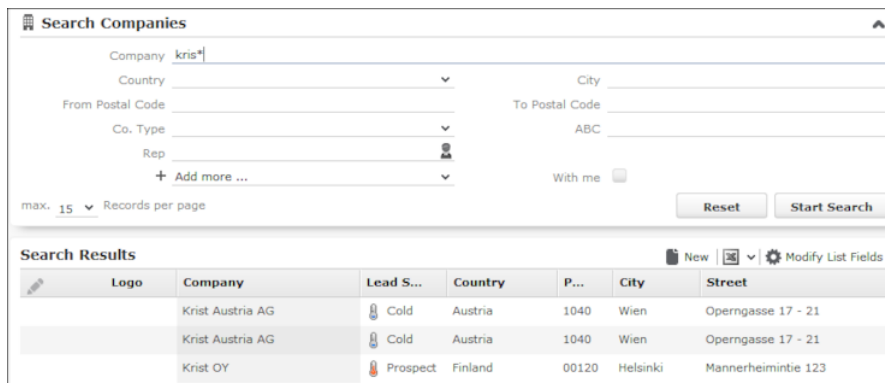 Search Companies
Company kris*
Country City
From Postal Code To Postal Code
Co. Type ABC
Rep
+ Add more ... With me
max. 15 Records per page Reset Start Search
Search Results New Modify List Fields
Logo Company Lead S... Country P... City Street
Krist Austria AG Cold Austria 1040 Wien Operngasse 17 - 21
Krist Austria AG Cold Austria 1040 Wien Operngasse 17 - 21
Krist OY Prospect Finland 00120 Helsinki Mannerheimintie 123